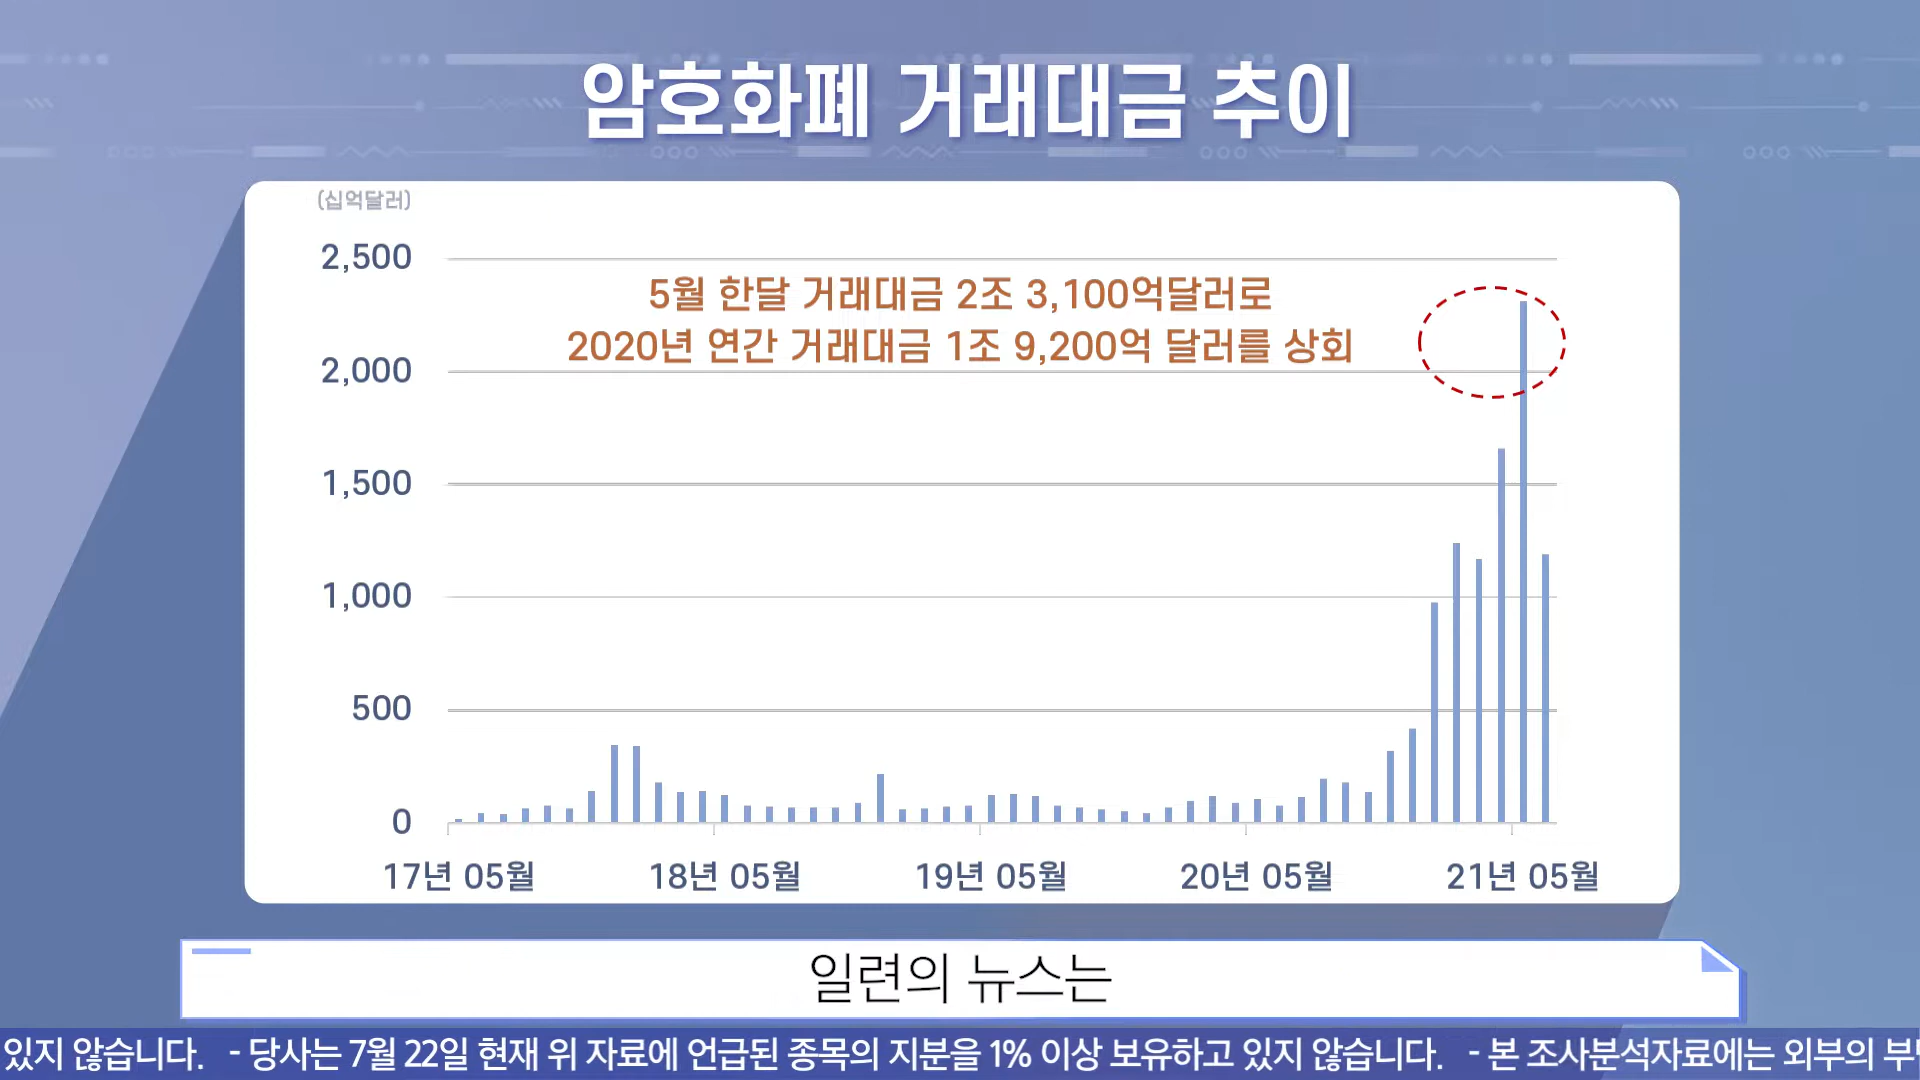 암호화폐 거래대금 추이
(십억달러)
2,500
5월 한달 거래대금 2조 3,100억달러로
2020년 연간 거래대금 1조 9,200억 달러를 상회
2,000
1,500
1,000
500
0
17년 05월 18년 05월 19년 05월 20년 05월 21년 05월
일련의 뉴스는
있지 않습니다. - 당사는 7월 22일 현재 위 자료에 언급된 종목의 지분을 1% 이상 보유하고 있지 않습니다. - 본 조사분석자료에는 외부의